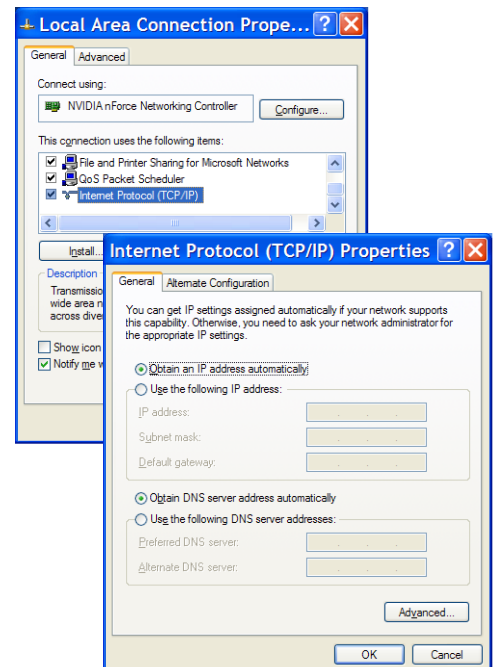 Local Area Connection Prope...
General
Advanced
Connect using:
NVIDIA nForce Networking Controller
Configure...
This connection uses the following items:
File and Printer Sharing for Microsoft Networks
QoS Packet Scheduler
Internet Protocol (TCP/IP)
Install...
Description
Transmissio
wide area n
across dive
Show icon
Notify me w
Internet Protocol (TCP/IP) Properties
General
Alternate Configuration
You can get IP settings assigned automatically if your network supports
this capability. Otherwise, you need to ask your network administrator for
the appropriate IP settings.
Obtain an IP address automatically
Use the following IP address:
IP address:
Subnet mask:
Default gateway:
Obtain DNS server address automatically
Use the following DNS server addresses:
Preferred DNS server:
Alternate DNS server:
Advanced...
OK
Cancel